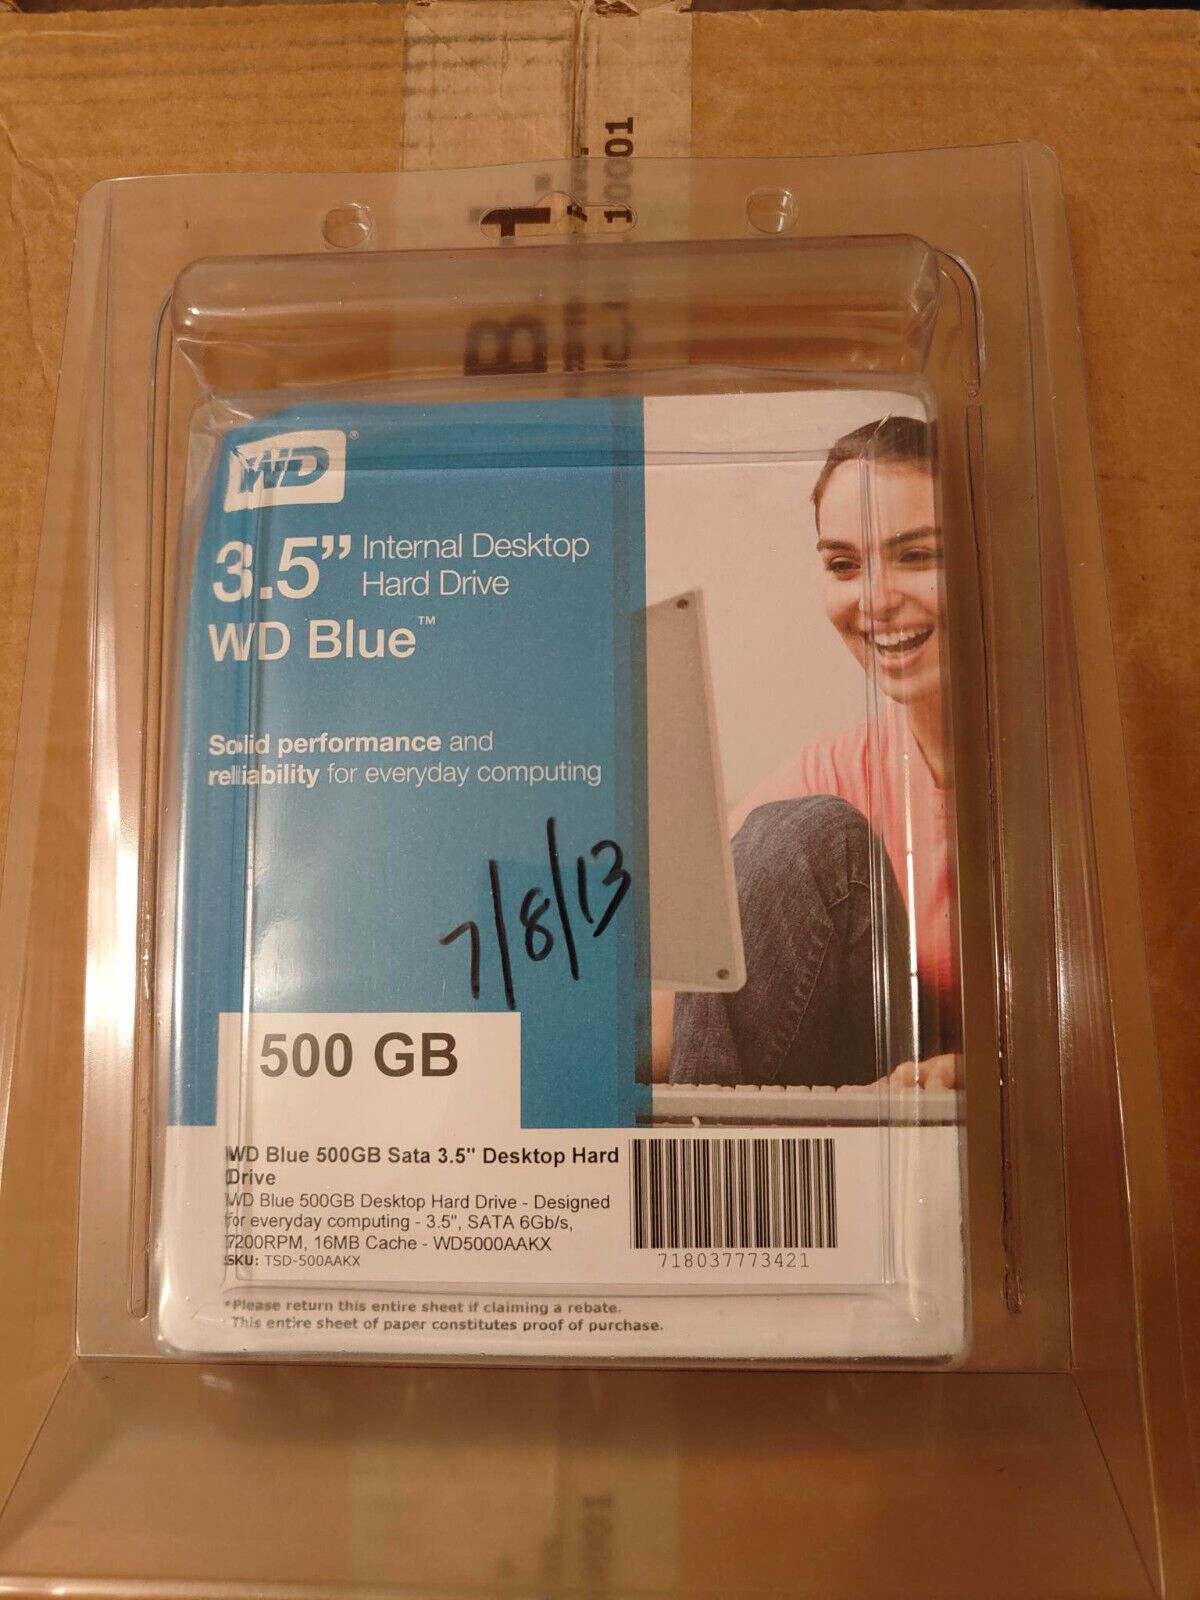 10001
B
WD®
3.5” Internal Desktop
Hard Drive
WD Blue™
Solid performance and
reliability for everyday computing
7/8/13
500 GB
WD Blue 500GB Sata 3.5" Desktop Hard
Drive
WD Blue 500GB Desktop Hard Drive - Designed
for everyday computing - 3.5", SATA 6Gb/s,
7200RPM, 16MB Cache - WD5000AAKX
SKU: TSD-500AAKX
718037773421
*Please return this entire sheet if claiming a rebate.
This entire sheet of paper constitutes proof of purchase.